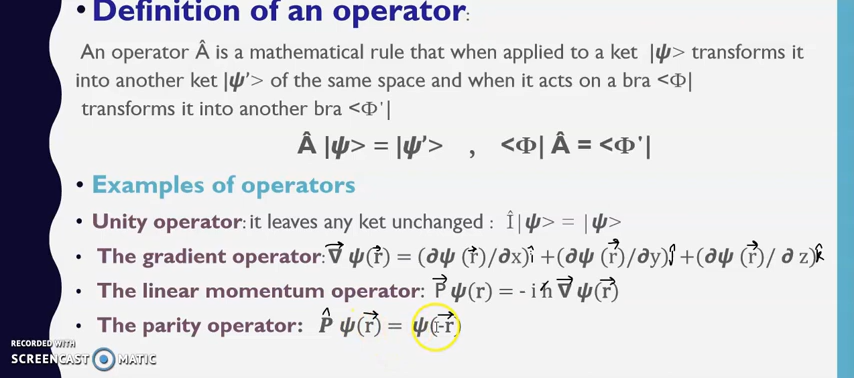 • Definition of an operator:
An operator Â is a mathematical rule that when applied to a ket |ψ> transforms it
into another ket |ψ'> of the same space and when it acts on a bra <Φ|
transforms it into another bra <Φ'|
Â |ψ> = |ψ'> , <Φ| Â = <Φ'|
• Examples of operators
• Unity operator: it leaves any ket unchanged : Î|ψ> = |ψ>
• The gradient operator: ∇⃗ ψ(r⃗) = (∂ψ (r⃗)/∂x)î +(∂ψ (r⃗)/∂y)ĵ +(∂ψ (r⃗)/ ∂ z)k̂
• The linear momentum operator: P⃗ ψ(r) = - iℏ ∇⃗ ψ(r⃗)
• The parity operator: P̂ ψ(r⃗) = ψ(-r⃗)
RECORDED WITH
SCREENCAST MATIC